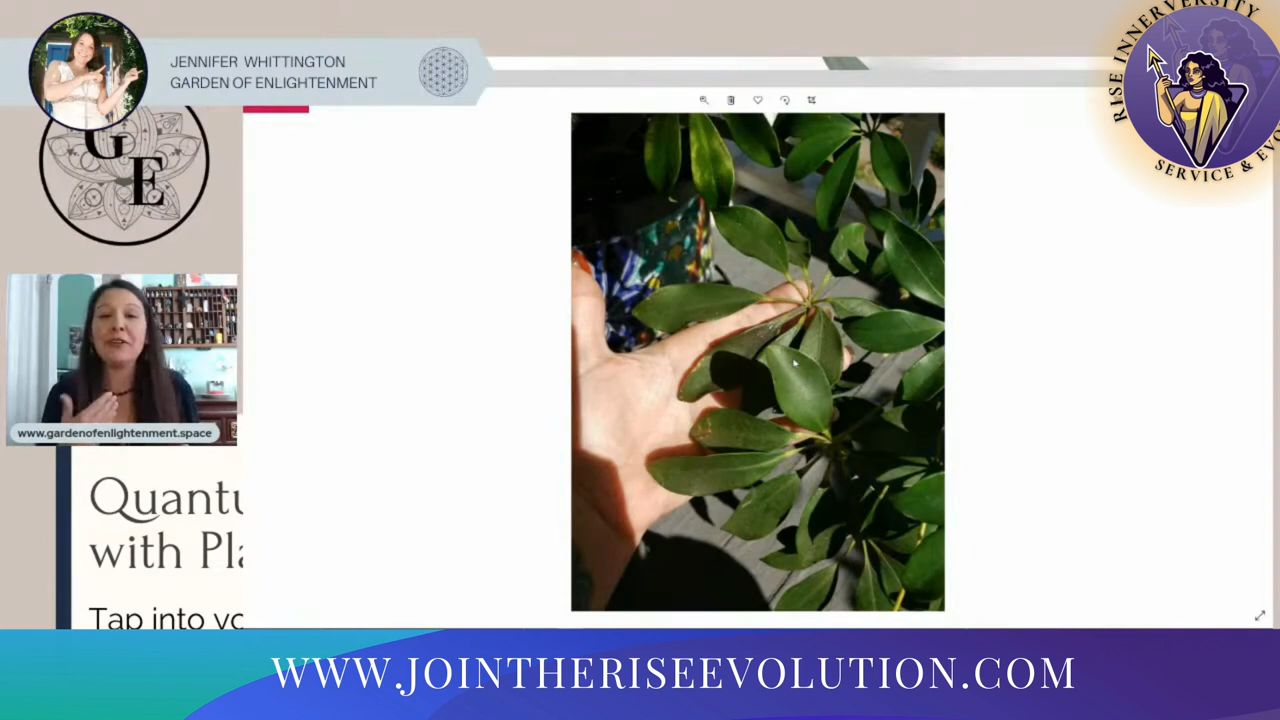 JENNIFER WHITTINGTON
GARDEN OF ENLIGHTENMENT
RISE INNERVERSITY
SERVICE &
G
E
www.gardenofenlightenment.space
Quantu
with Pla
Tap into yo
WWW.JOINTHERISEEVOLUTION.COM